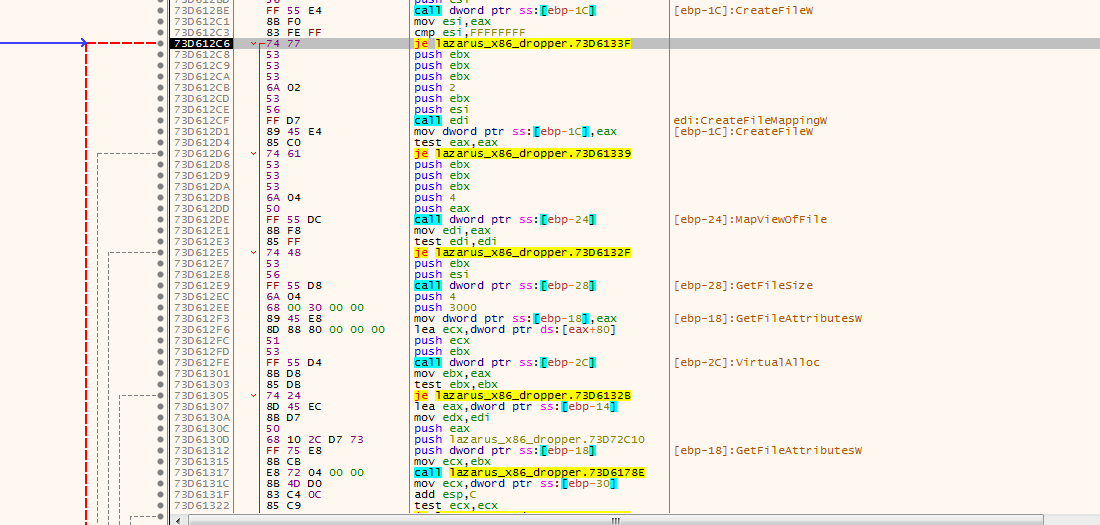 73D612BE FF 55 E4 call dword ptr ss:[ebp-1C] [ebp-1C]:CreateFileW
73D612C1 8B F0 mov esi,eax
73D612C3 83 FE FF cmp esi,FFFFFFFF
73D612C6 74 77 je lazarus_x86_dropper.73D6133F
73D612C8 53 push ebx
73D612C9 53 push ebx
73D612CA 53 push ebx
73D612CB 6A 02 push 2
73D612CD 53 push ebx
73D612CE 56 push esi
73D612CF FF D7 call edi edi:CreateFileMappingW
73D612D1 89 45 E4 mov dword ptr ss:[ebp-1C],eax [ebp-1C]:CreateFileW
73D612D4 85 C0 test eax,eax
73D612D6 74 61 je lazarus_x86_dropper.73D61339
73D612D8 53 push ebx
73D612D9 53 push ebx
73D612DA 53 push ebx
73D612DB 6A 04 push 4
73D612DD 50 push eax
73D612DE FF 55 DC call dword ptr ss:[ebp-24] [ebp-24]:MapViewOfFile
73D612E1 8B F8 mov edi,eax
73D612E3 85 FF test edi,edi
73D612E5 74 48 je lazarus_x86_dropper.73D6132F
73D612E7 53 push ebx
73D612E8 56 push esi
73D612E9 FF 55 D8 call dword ptr ss:[ebp-28] [ebp-28]:GetFileSize
73D612EC 6A 04 push 4
73D612EE 68 00 30 00 00 push 3000
73D612F3 89 45 E8 mov dword ptr ss:[ebp-18],eax [ebp-18]:GetFileAttributesW
73D612F6 8D 88 80 00 00 00 lea ecx,dword ptr ds:[eax+80]
73D612FC 51 push ecx
73D612FD 53 push ebx
73D612FE FF 55 D4 call dword ptr ss:[ebp-2C] [ebp-2C]:VirtualAlloc
73D61301 8B D8 mov ebx,eax
73D61303 85 DB test ebx,ebx
73D61305 74 24 je lazarus_x86_dropper.73D6132B
73D61307 8D 45 EC lea eax,dword ptr ss:[ebp-14]
73D6130A 8B D7 mov edx,edi
73D6130C 50 push eax
73D6130D 68 10 2C D7 73 push lazarus_x86_dropper.73D72C10
73D61312 FF 75 E8 push dword ptr ss:[ebp-18] [ebp-18]:GetFileAttributesW
73D61315 8B CB mov ecx,ebx
73D61317 E8 72 04 00 00 call lazarus_x86_dropper.73D6178E
73D6131C 8B 4D D0 mov ecx,dword ptr ss:[ebp-30]
73D6131F 83 C4 0C add esp,C
73D61322 85 C9 test ecx,ecx